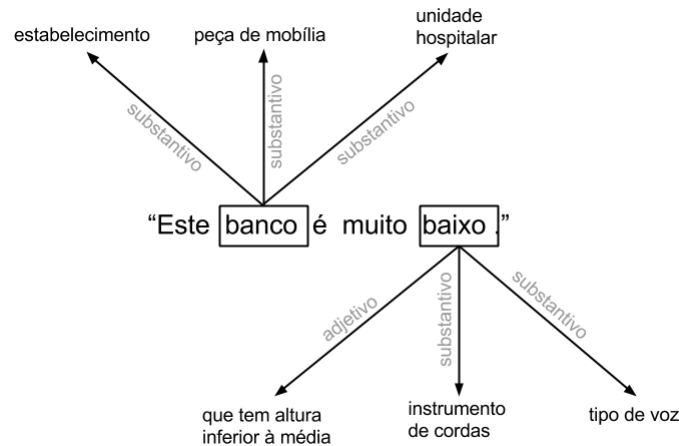 estabelecimento
peça de mobília
unidade
hospitalar
substantivo
substantivo
substantivo
“Este banco é muito baixo .”
adjetivo
substantivo
substantivo
que tem altura
inferior à média
instrumento
de cordas
tipo de voz